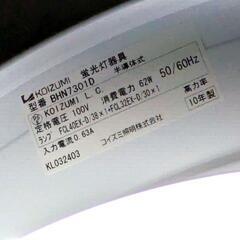 KOIZUMI 蛍光灯器具
型番 BHN7301D 半導体式
KOIZUMI L.C. 50/60Hz
定格電圧 100V 消費電力 62W
ランプ FCL40EX-D/38×1+FCL32EX-D/30×1
入力電流 0.63A 高力率
コイズミ照明株式会社 10年製
KL032403